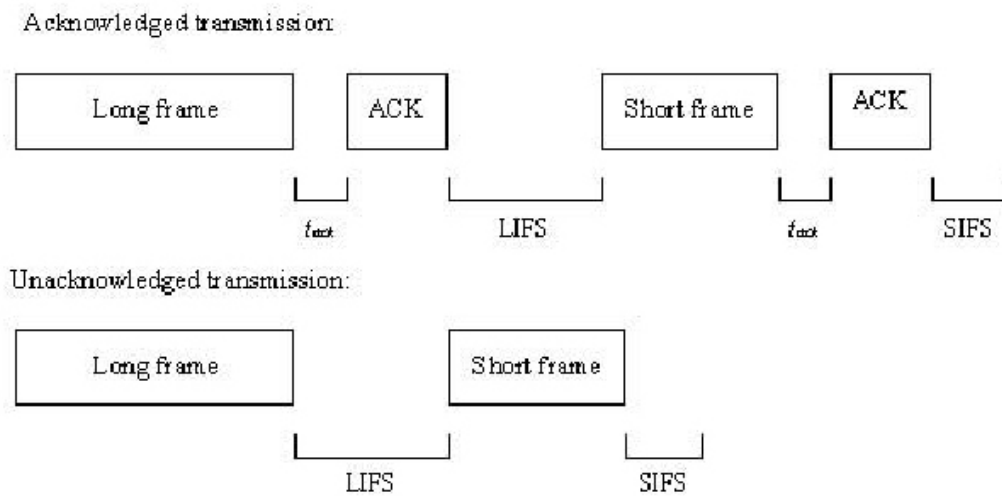 Acknowledged transmission:
Long frame
ACK
Short frame
ACK
t
LIFS
t
SIFS
Unacknowledged transmission:
Long frame
Short frame
LIFS
SIFS